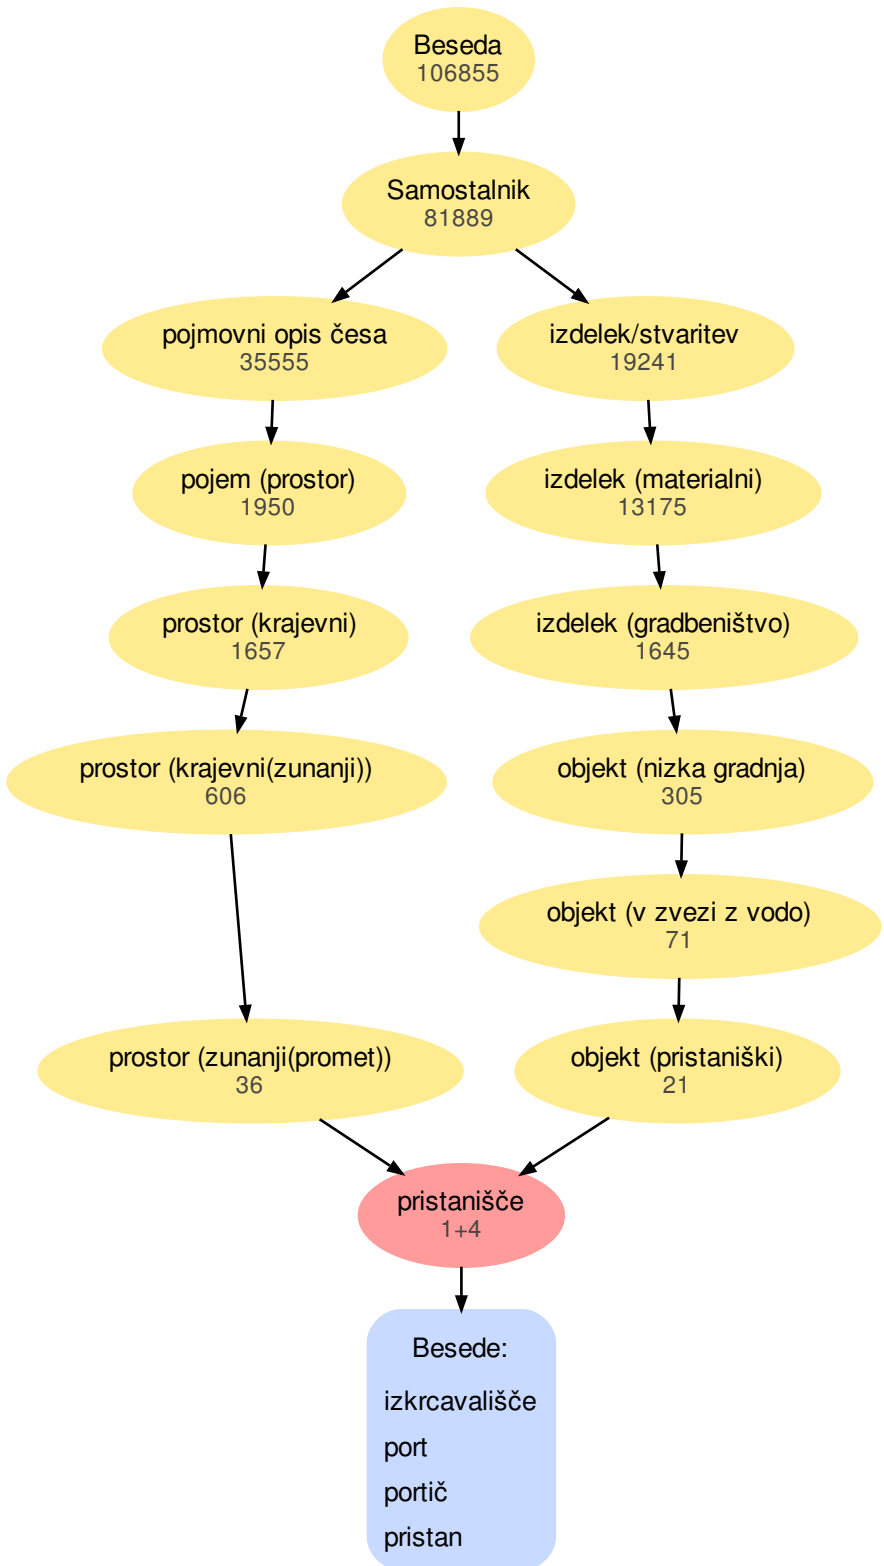 Beseda
106855
Samostalnik
81889
pojmovni opis česa
35555
izdelek/stvaritev
19241
pojem (prostor)
1950
izdelek (materialni)
13175
prostor (krajevni)
1657
izdelek (gradbeništvo)
1645
prostor (krajevni(zunanji))
606
objekt (nizka gradnja)
305
objekt (v zvezi z vodo)
71
prostor (zunanji(promet))
36
objekt (pristaniški)
21
pristanišče
1+4
Besede:
izkrcavališče
port
portič
pristan